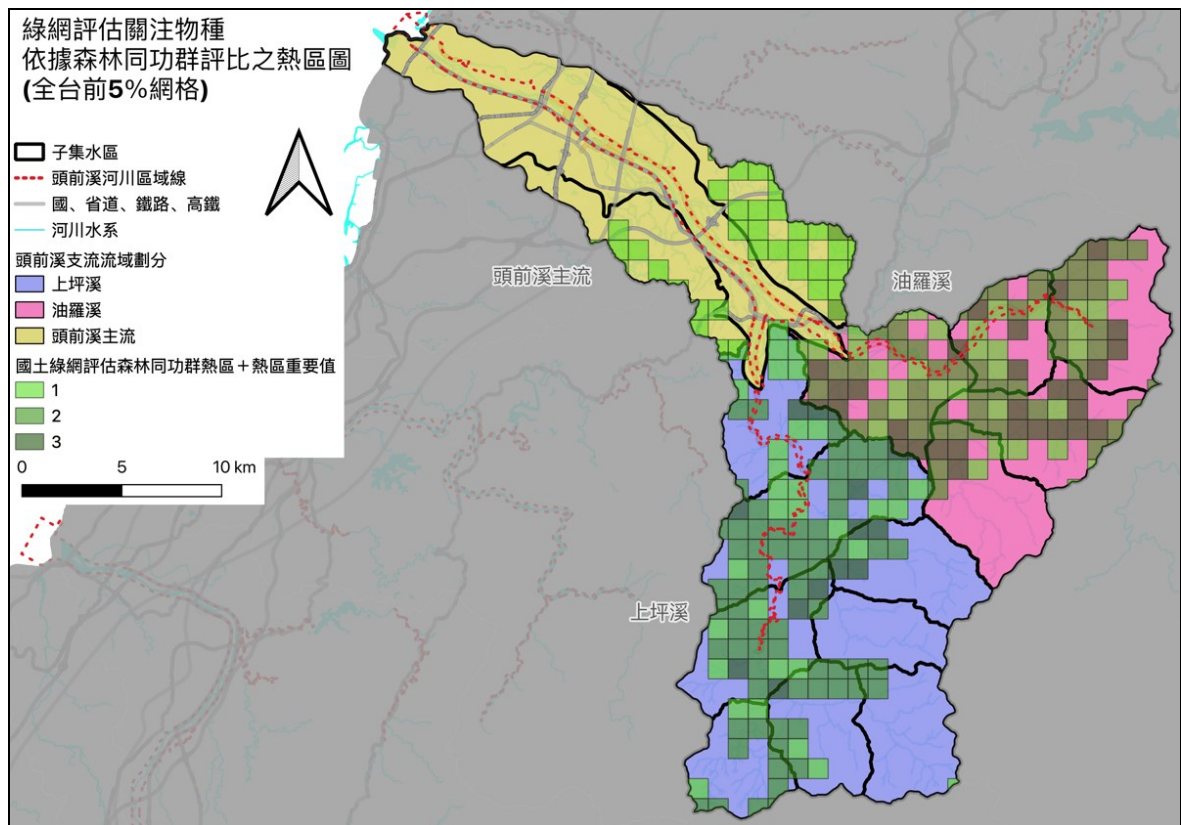 綠網評估關注物種
依據森林同功群評比之熱區圖
(全台前5%網格)
子集水區
頭前溪河川區域線
國、省道、鐵路、高鐵
河川水系
頭前溪支流流域劃分
上坪溪
油羅溪
頭前溪主流
國土綠網評估森林同功群熱區＋熱區重要值
1
2
3
0 5 10 km
頭前溪主流
油羅溪
上坪溪